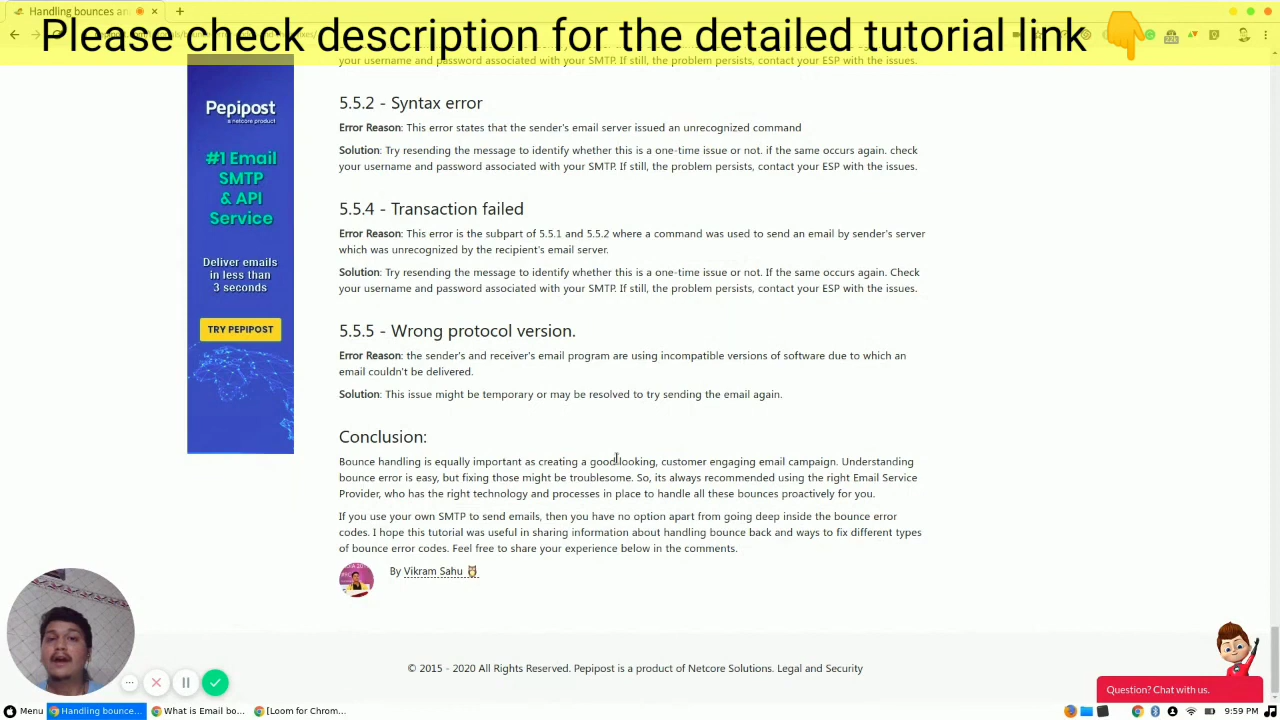 Handling bounces an
Please check description for the detailed tutorial link
your username and password associated with your SMTP. If still, the problem persists, contact your ESP with the issues.
Pepipost
a netcore product
#1 Email
SMTP
& API
Service
Deliver emails
in less than
3 seconds
TRY PEPIPOST
5.5.2 - Syntax error
Error Reason: This error states that the sender's email server issued an unrecognized command
Solution: Try resending the message to identify whether this is a one-time issue or not. if the same occurs again. check
your username and password associated with your SMTP. If still, the problem persists, contact your ESP with the issues.
5.5.4 - Transaction failed
Error Reason: This error is the subpart of 5.5.1 and 5.5.2 where a command was used to send an email by sender's server
which was unrecognized by the recipient's email server.
Solution: Try resending the message to identify whether this is a one-time issue or not. If the same occurs again. Check
your username and password associated with your SMTP. If still, the problem persists, contact your ESP with the issues.
5.5.5 - Wrong protocol version.
Error Reason: the sender's and receiver's email program are using incompatible versions of software due to which an
email couldn't be delivered.
Solution: This issue might be temporary or may be resolved to try sending the email again.
Conclusion:
Bounce handling is equally important as creating a good looking, customer engaging email campaign. Understanding
bounce error is easy, but fixing those might be troublesome. So, its always recommended using the right Email Service
Provider, who has the right technology and processes in place to handle all these bounces proactively for you.
If you use your own SMTP to send emails, then you have no option apart from going deep inside the bounce error
codes. I hope this tutorial was useful in sharing information about handling bounce back and ways to fix different types
of bounce error codes. Feel free to share your experience below in the comments.
By Vikram Sahu
© 2015 - 2020 All Rights Reserved. Pepipost is a product of Netcore Solutions. Legal and Security
Question? Chat with us.
Menu Handling bounce... What is Email bo... [Loom for Chrom... 9:59 PM